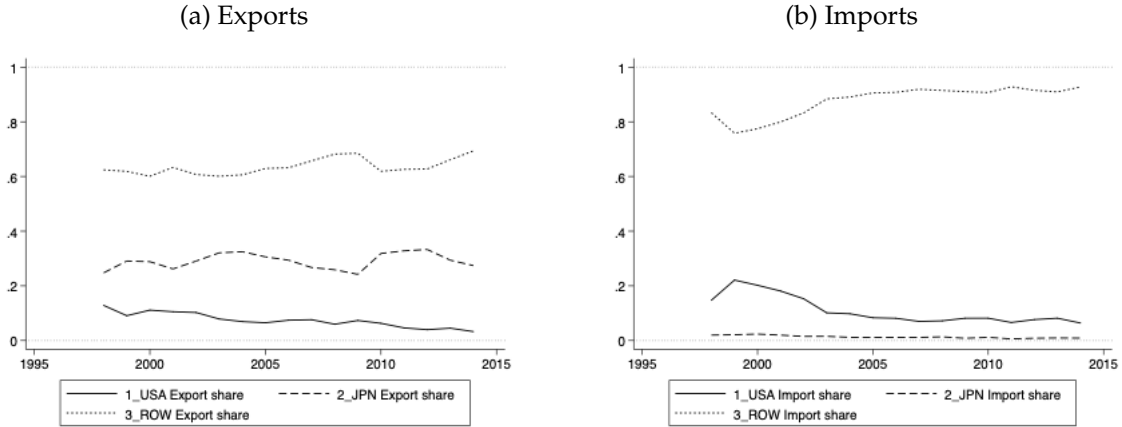 (a) Exports
1
.8
.6
.4
.2
0
1995 2000 2005 2010 2015
1_USA Export share 2_JPN Export share
3_ROW Export share
(b) Imports
1
.8
.6
.4
.2
0
1995 2000 2005 2010 2015
1_USA Import share 2_JPN Import share
3_ROW Import share